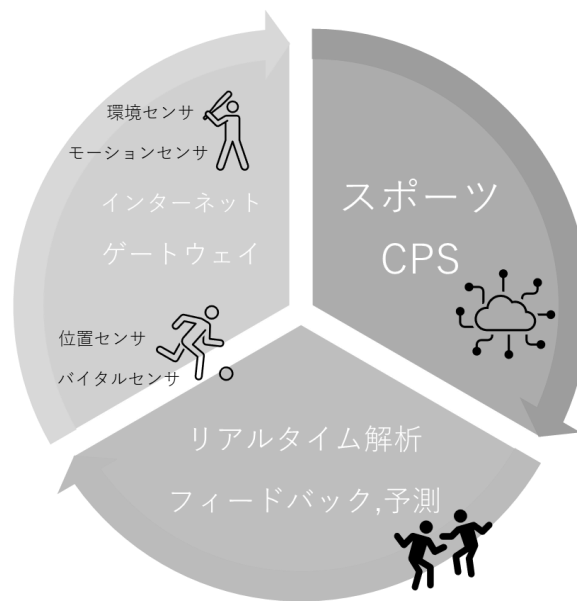 環境センサ
モーションセンサ
インターネット
ゲートウェイ
位置センサ
バイタルセンサ
スポーツ
CPS
リアルタイム解析
フィードバック,予測